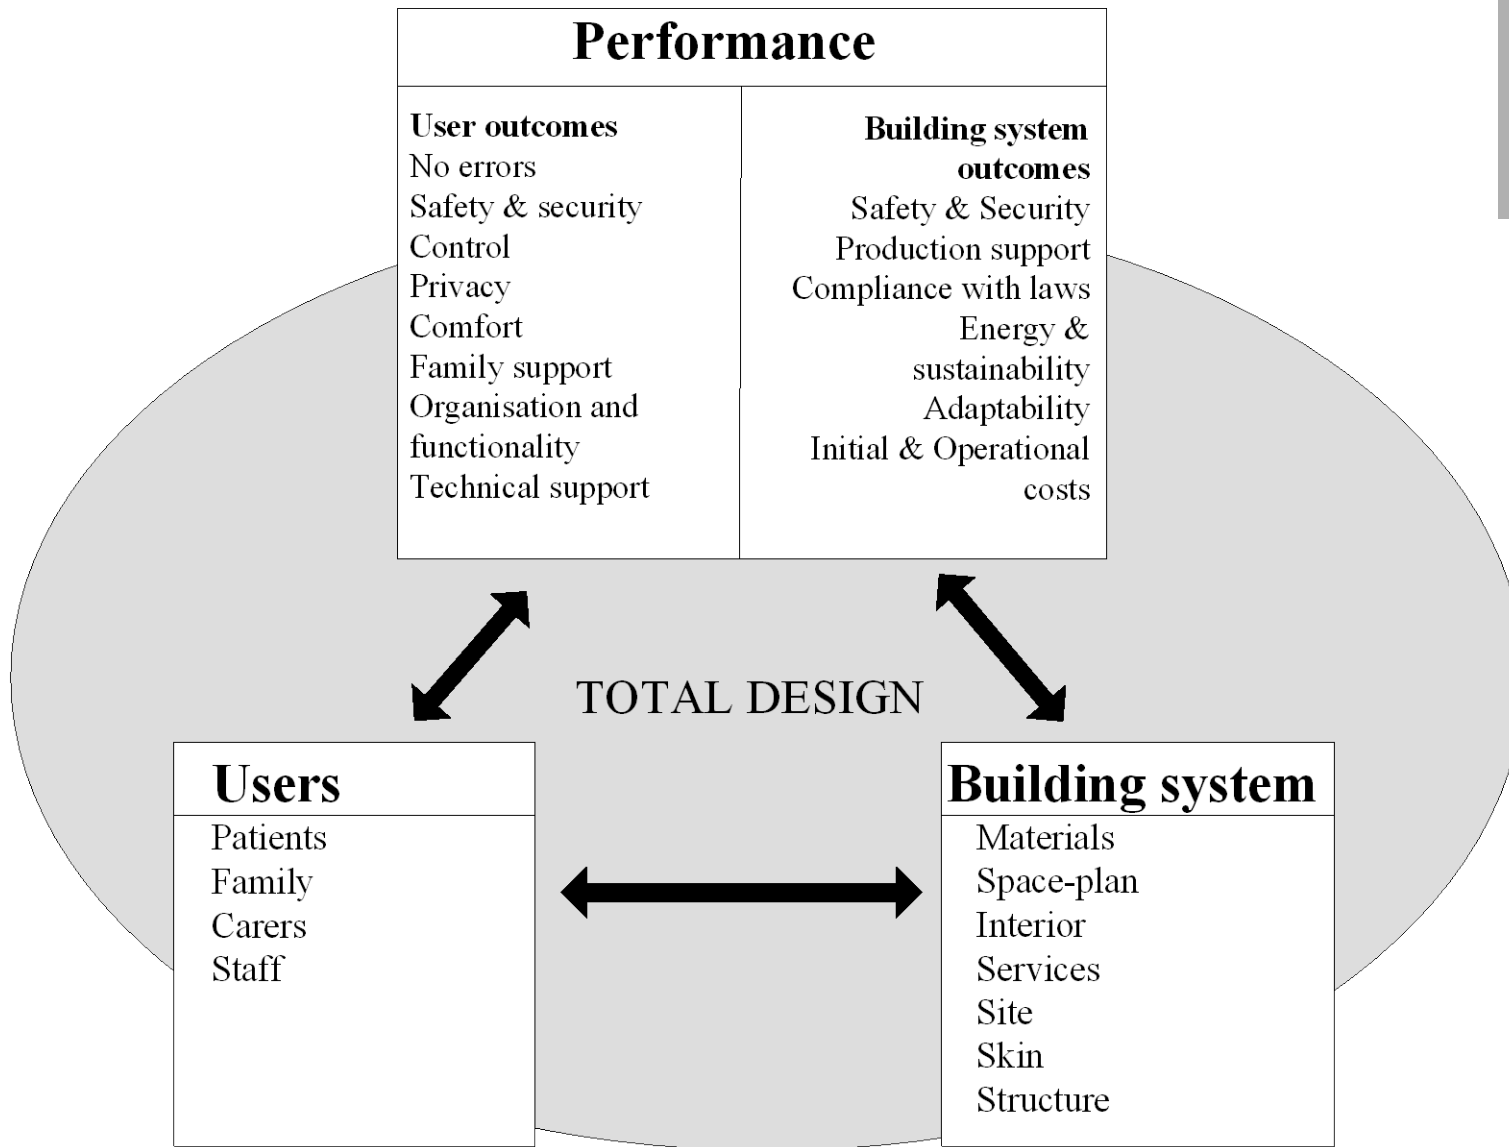 Performance
User outcomes
No errors
Safety & security
Control
Privacy
Comfort
Family support
Organisation and
functionality
Technical support
Building system
outcomes
Safety & Security
Production support
Compliance with laws
Energy &
sustainability
Adaptability
Initial & Operational
costs
TOTAL DESIGN
Users
Patients
Family
Carers
Staff
Building system
Materials
Space-plan
Interior
Services
Site
Skin
Structure